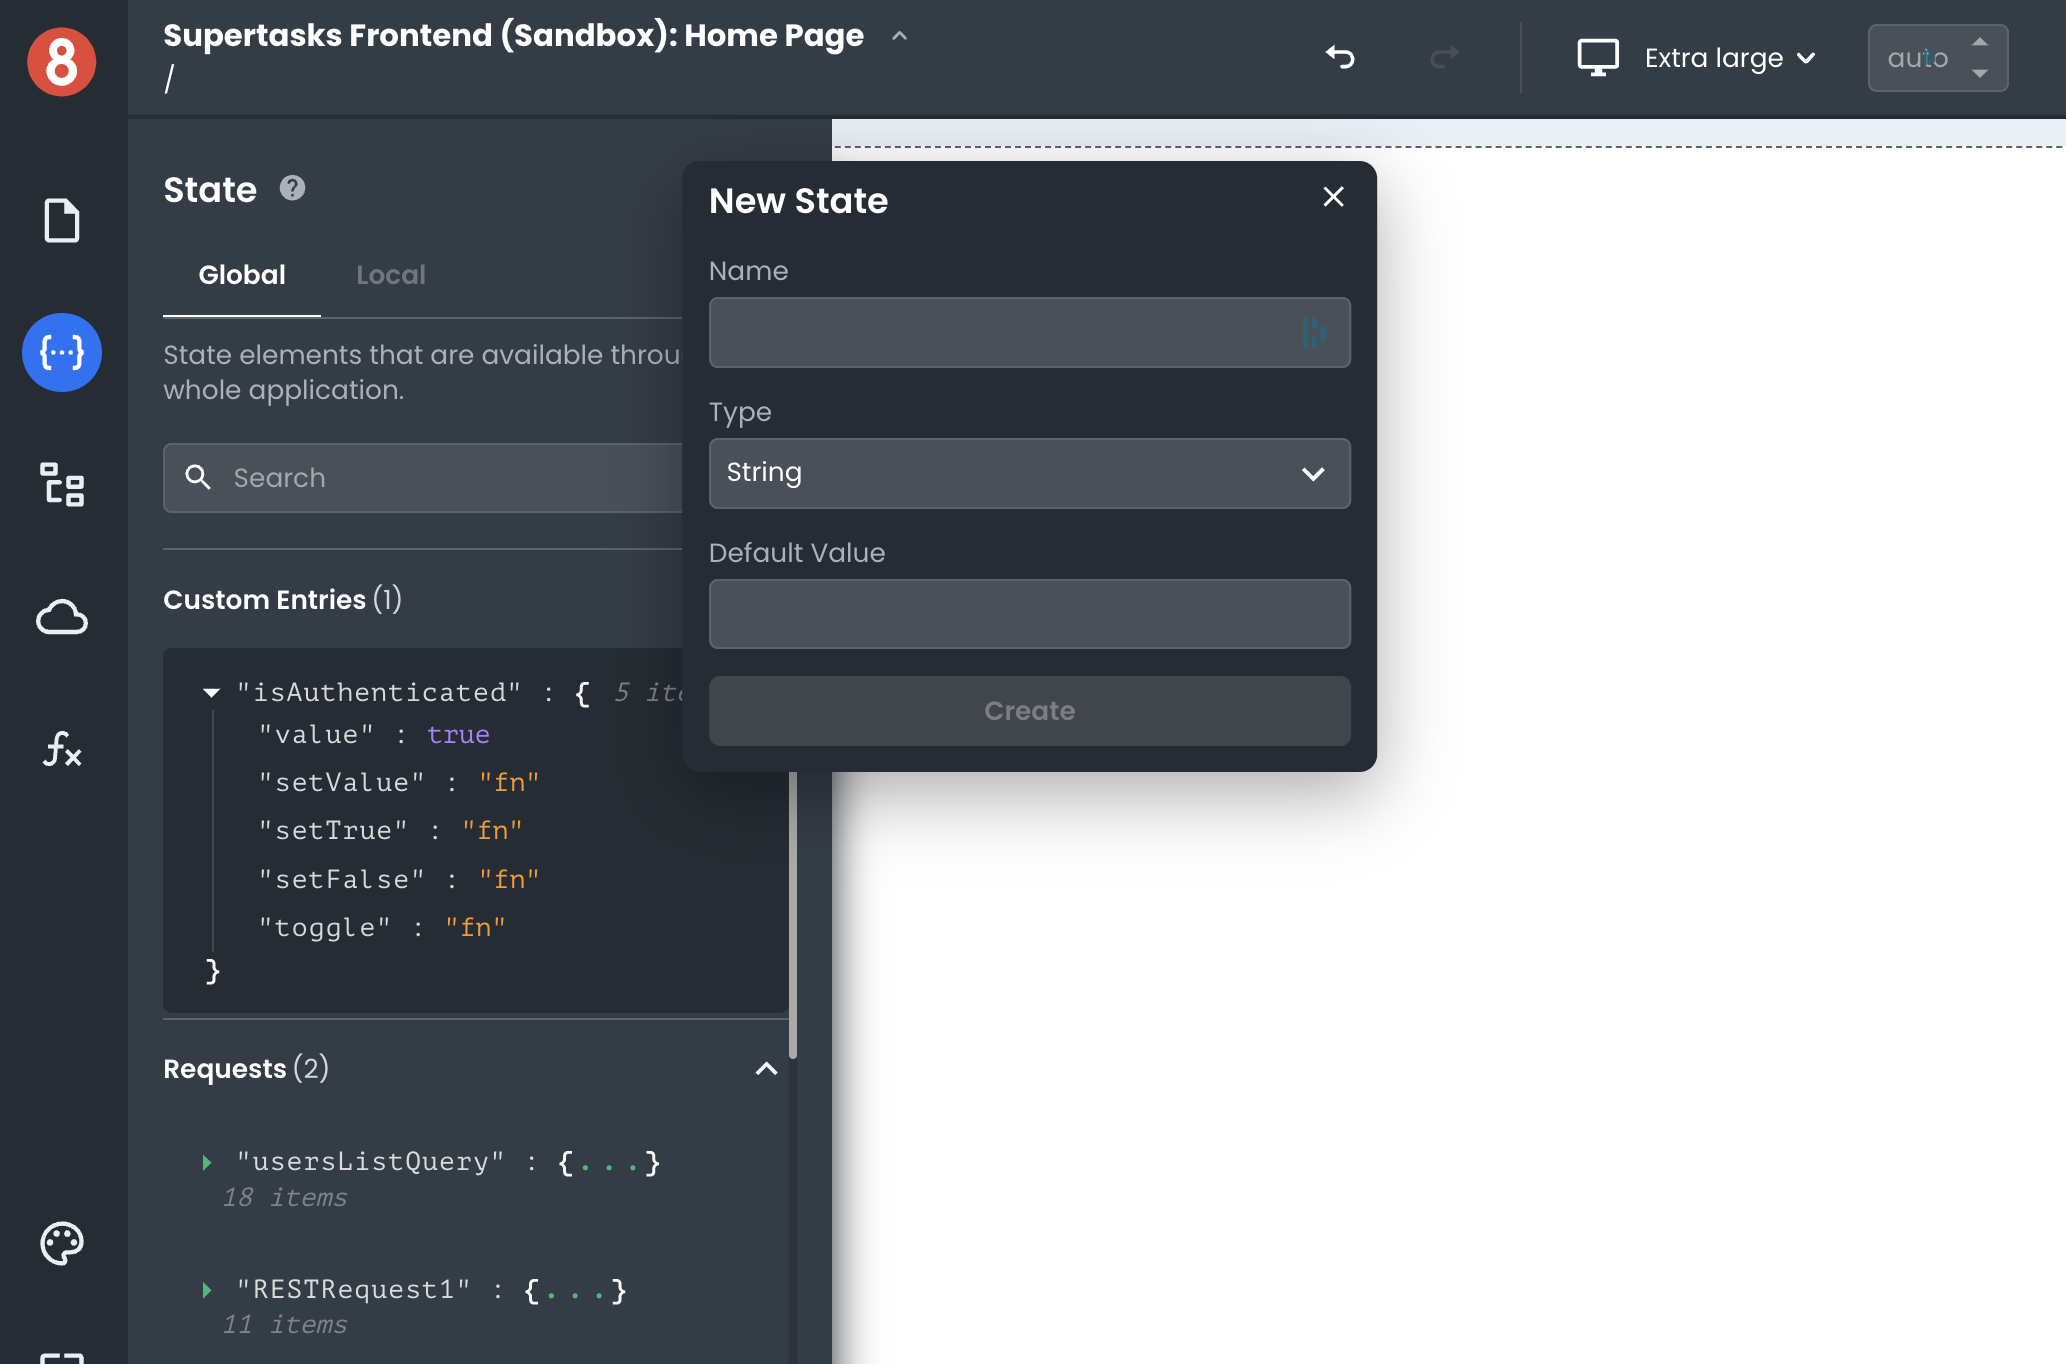 8
Supertasks Frontend (Sandbox): Home Page
/
Extra large
auto
State ?
Global
Local
State elements that are available throu
whole application.
Search
Custom Entries (1)
"isAuthenticated" : { 5 ite
"value" : true
"setValue" : "fn"
"setTrue" : "fn"
"setFalse" : "fn"
"toggle" : "fn"
}
Requests (2)
"usersListQuery" : {...}
18 items
"RESTRequest1" : {...}
11 items
New State
Name
Type
String
Default Value
Create
{...}
fx